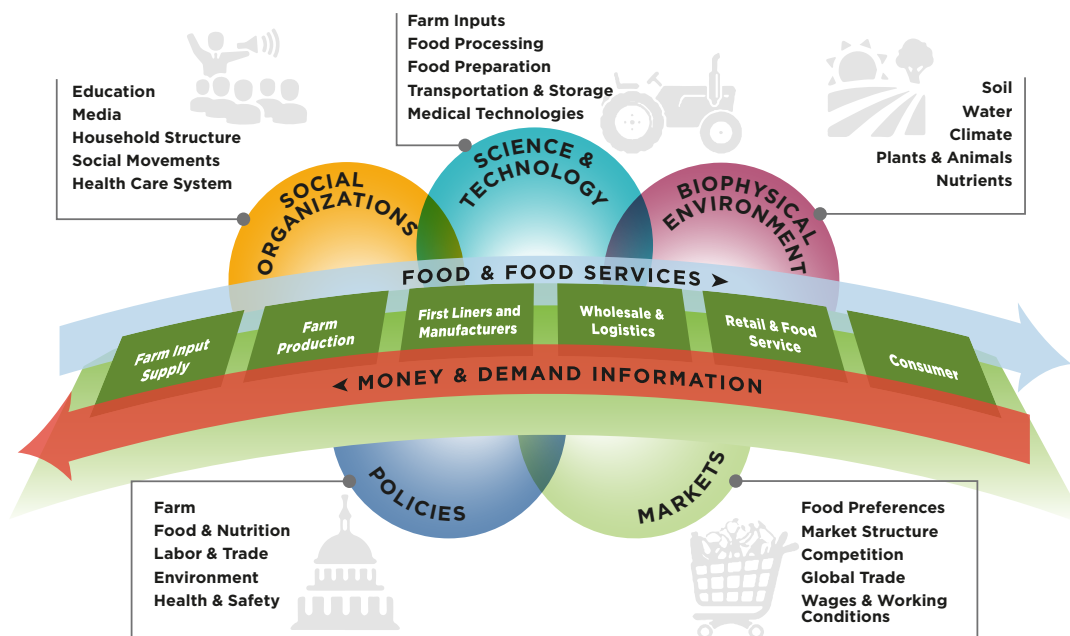 Farm Inputs
Food Processing
Food Preparation
Transportation & Storage
Medical Technologies
Education
Media
Household Structure
Social Movements
Health Care System
Soil
Water
Climate
Plants & Animals
Nutrients
SOCIAL
ORGANIZATIONS
SCIENCE &
TECHNOLOGY
BIOPHYSICAL
ENVIRONMENT
FOOD & FOOD SERVICES ➤
Farm Input
Supply
Farm
Production
First Liners and
Manufacturers
Wholesale &
Logistics
Retail & Food
Service
Consumer
◄ MONEY & DEMAND INFORMATION
POLICIES
MARKETS
Farm
Food & Nutrition
Labor & Trade
Environment
Health & Safety
Food Preferences
Market Structure
Competition
Global Trade
Wages & Working
Conditions